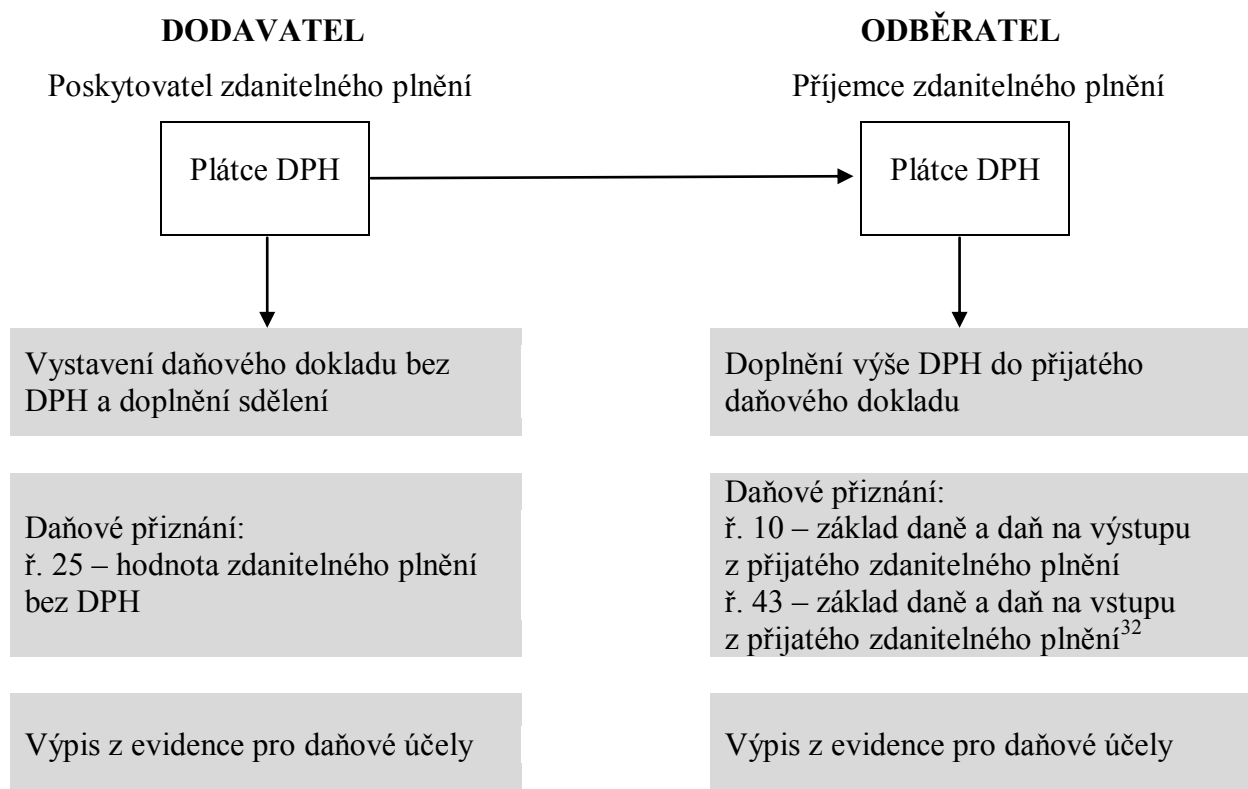 DODAVATEL
Poskytovatel zdanitelného plnění
Plátce DPH
Vystavení daňového dokladu bez
DPH a doplnění sdělení
Daňové přiznání:
ř. 25 – hodnota zdanitelného plnění
bez DPH
Výpis z evidence pro daňové účely
ODBĚRATEL
Příjemce zdanitelného plnění
Plátce DPH
Doplnění výše DPH do přijatého
daňového dokladu
Daňové přiznání:
ř. 10 – základ daně a daň na výstupu
z přijatého zdanitelného plnění
ř. 43 – základ daně a daň na vstupu
z přijatého zdanitelného plnění³²
Výpis z evidence pro daňové účely